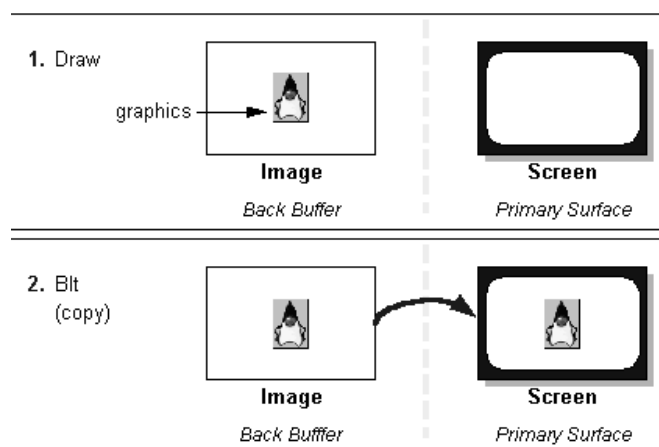 1. Draw
graphics
Image
Screen
Back Buffer
Primary Surface
2. Blt
(copy)
Image
Screen
Back Bufffer
Primary Surface